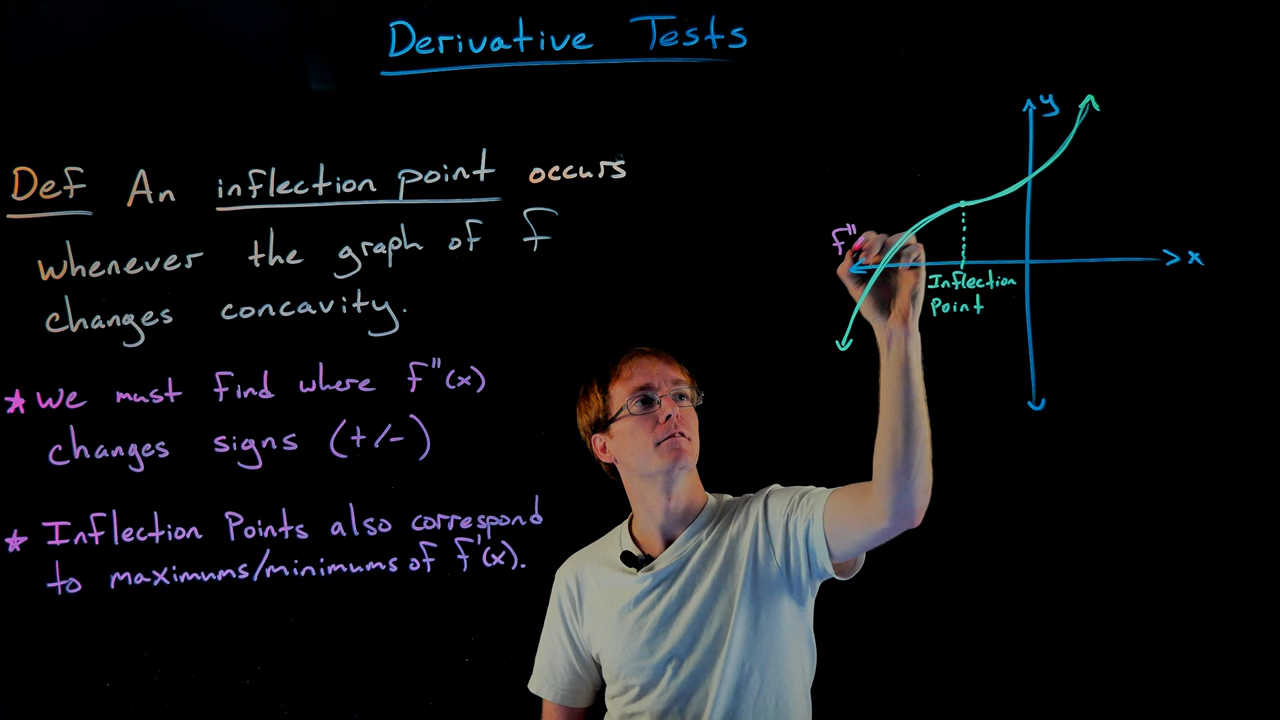 Derivative Tests
Def An inflection point occurs
whenever the graph of f
changes concavity.
* We must find where f"(x)
changes signs (+/-)
* Inflection Points also correspond
to maximums/minimums of f'(x).
y
x
f"
Inflection
Point